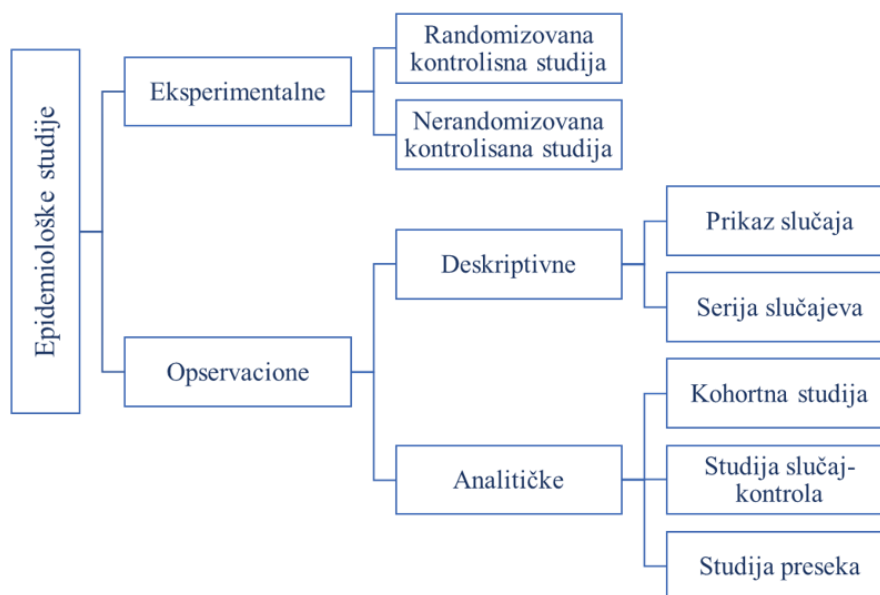 Epidemiološke studije
Eksperimentalne
Randomizovana
kontrolisna studija
Nerandomizovana
kontrolisana studija
Opservacione
Deskriptivne
Prikaz slučaja
Serija slučajeva
Analitičke
Kohortna studija
Studija slučaj-
kontrola
Studija preseka